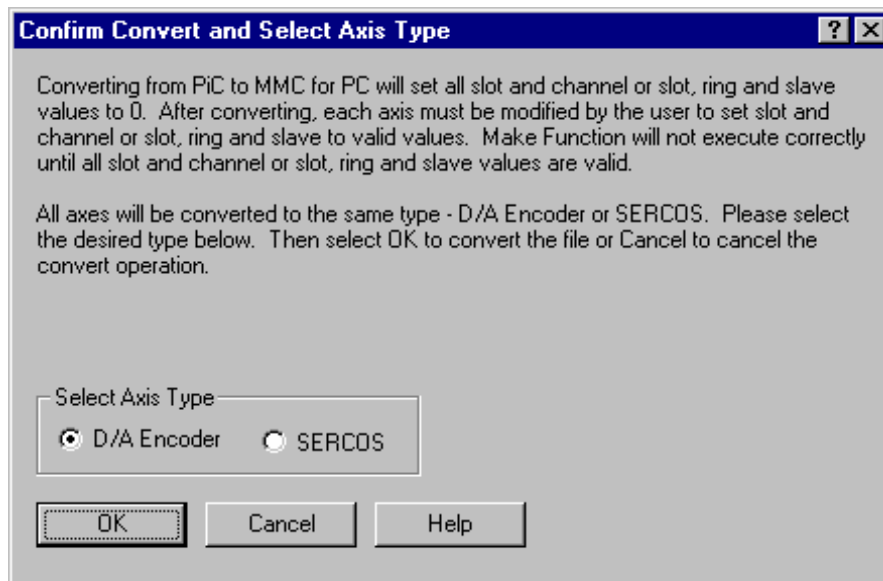 Confirm Convert and Select Axis Type
Converting from PiC to MMC for PC will set all slot and channel or slot, ring and slave
values to 0. After converting, each axis must be modified by the user to set slot and
channel or slot, ring and slave to valid values. Make Function will not execute correctly
until all slot and channel or slot, ring and slave values are valid.
All axes will be converted to the same type - D/A Encoder or SERCOS. Please select
the desired type below. Then select OK to convert the file or Cancel to cancel the
convert operation.
Select Axis Type
D/A Encoder SERCOS
OK Cancel Help